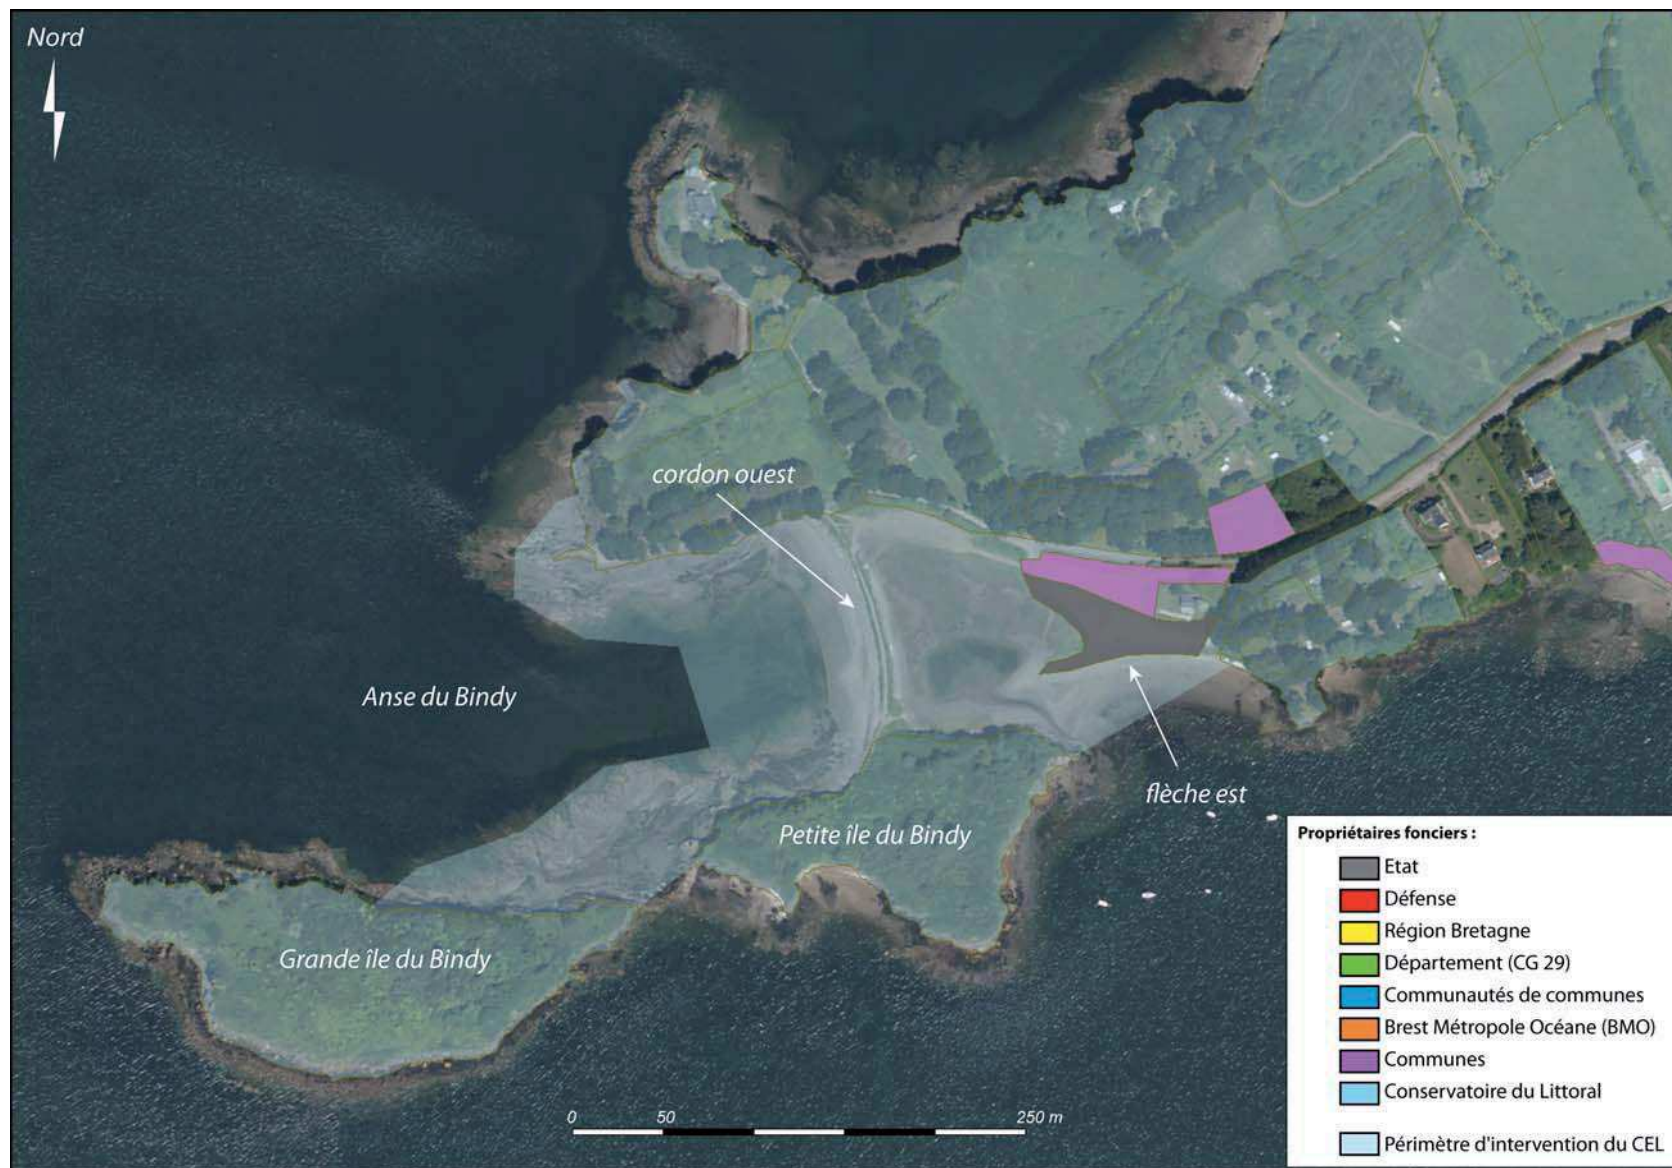 Nord
cordon ouest
Anse du Bindy
flèche est
Petite île du Bindy
Grande île du Bindy
0 50 250 m
Propriétaires fonciers :
Etat
Défense
Région Bretagne
Département (CG 29)
Communautés de communes
Brest Métropole Océane (BMO)
Communes
Conservatoire du Littoral
Périmètre d'intervention du CEL